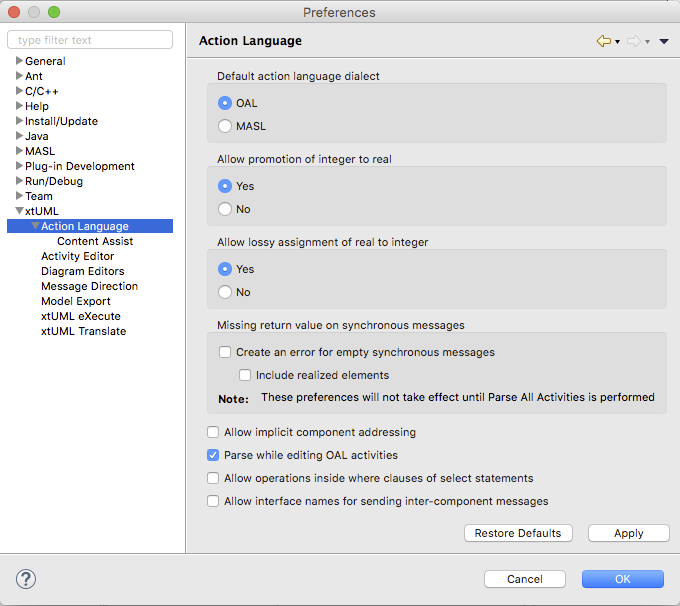 Preferences
type filter text
Action Language
General
Ant
C/C++
Help
Install/Update
Java
MASL
Plug-in Development
Run/Debug
Team
xtUML
Action Language
Content Assist
Activity Editor
Diagram Editors
Message Direction
Model Export
xtUML eXecute
xtUML Translate
Default action language dialect
OAL
MASL
Allow promotion of integer to real
Yes
No
Allow lossy assignment of real to integer
Yes
No
Missing return value on synchronous messages
Create an error for empty synchronous messages
Include realized elements
Note: These preferences will not take effect until Parse All Activities is performed
Allow implicit component addressing
Parse while editing OAL activities
Allow operations inside where clauses of select statements
Allow interface names for sending inter-component messages
Restore Defaults Apply
? Cancel OK